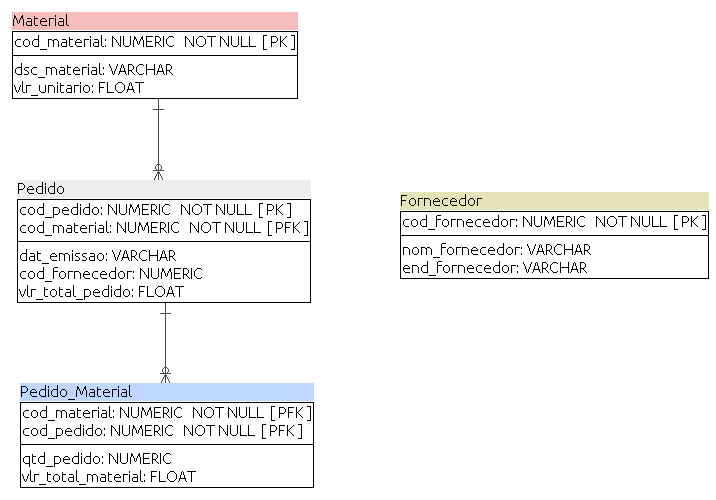 Material
cod_material: NUMERIC NOT NULL [ PK ]
dsc_material: VARCHAR
vlr_unitario: FLOAT
Pedido
cod_pedido: NUMERIC NOT NULL [ PK ]
cod_material: NUMERIC NOT NULL [ PFK ]
dat_emissao: VARCHAR
cod_fornecedor: NUMERIC
vlr_total_pedido: FLOAT
Fornecedor
cod_fornecedor: NUMERIC NOT NULL [ PK ]
nom_fornecedor: VARCHAR
end_fornecedor: VARCHAR
Pedido_Material
cod_material: NUMERIC NOT NULL [ PFK ]
cod_pedido: NUMERIC NOT NULL [ PFK ]
qtd_pedido: NUMERIC
vlr_total_material: FLOAT